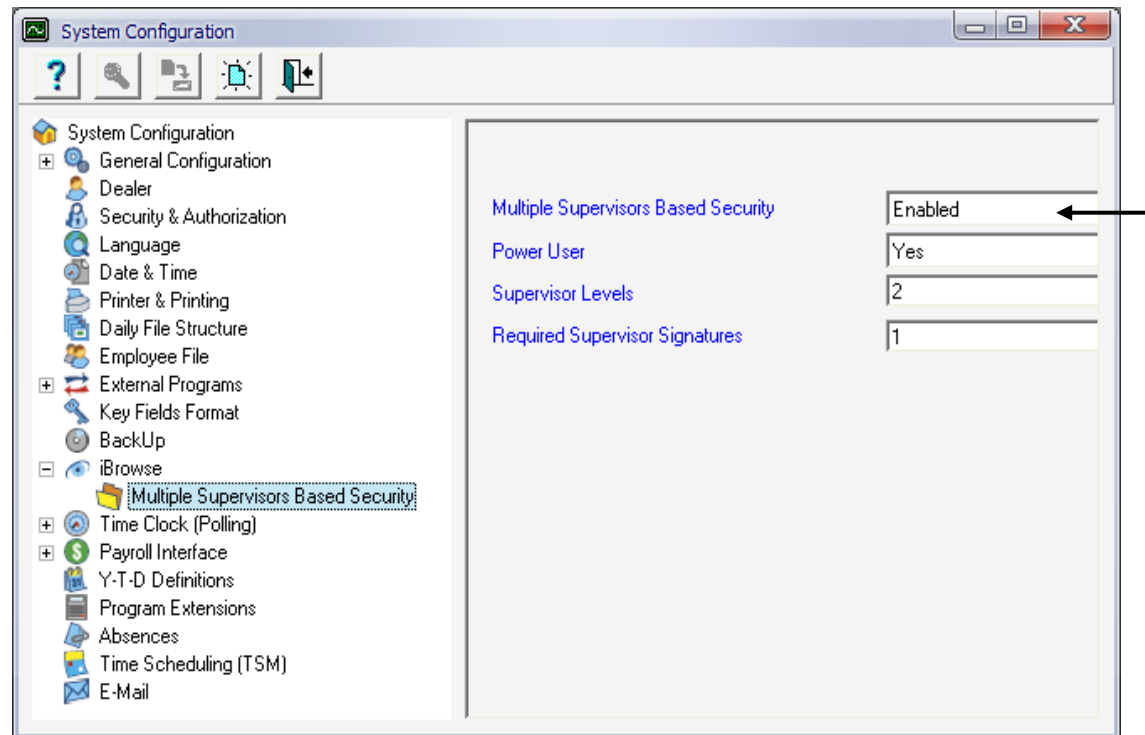 System Configuration
?
System Configuration
General Configuration
Dealer
Security & Authorization
Language
Date & Time
Printer & Printing
Daily File Structure
Employee File
External Programs
Key Fields Format
BackUp
iBrowse
Multiple Supervisors Based Security
Time Clock (Polling)
Payroll Interface
Y-T-D Definitions
Program Extensions
Absences
Time Scheduling (TSM)
E-Mail
Multiple Supervisors Based Security Enabled
Power User Yes
Supervisor Levels 2
Required Supervisor Signatures 1